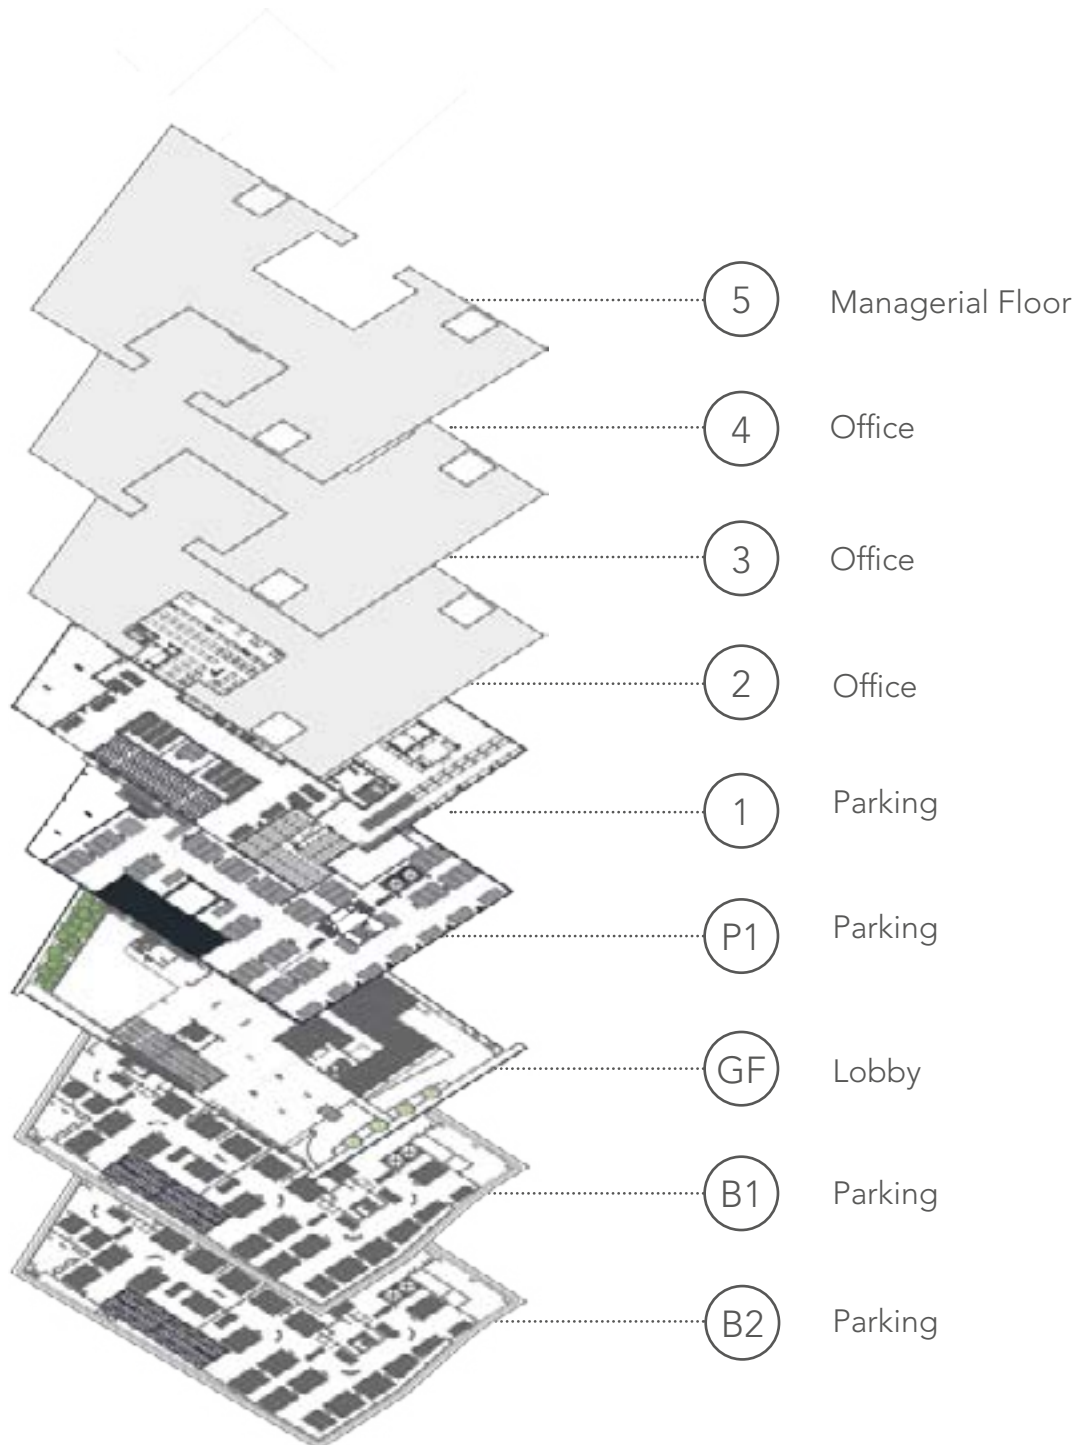 5 Managerial Floor
4 Office
3 Office
2 Office
1 Parking
P1 Parking
GF Lobby
B1 Parking
B2 Parking